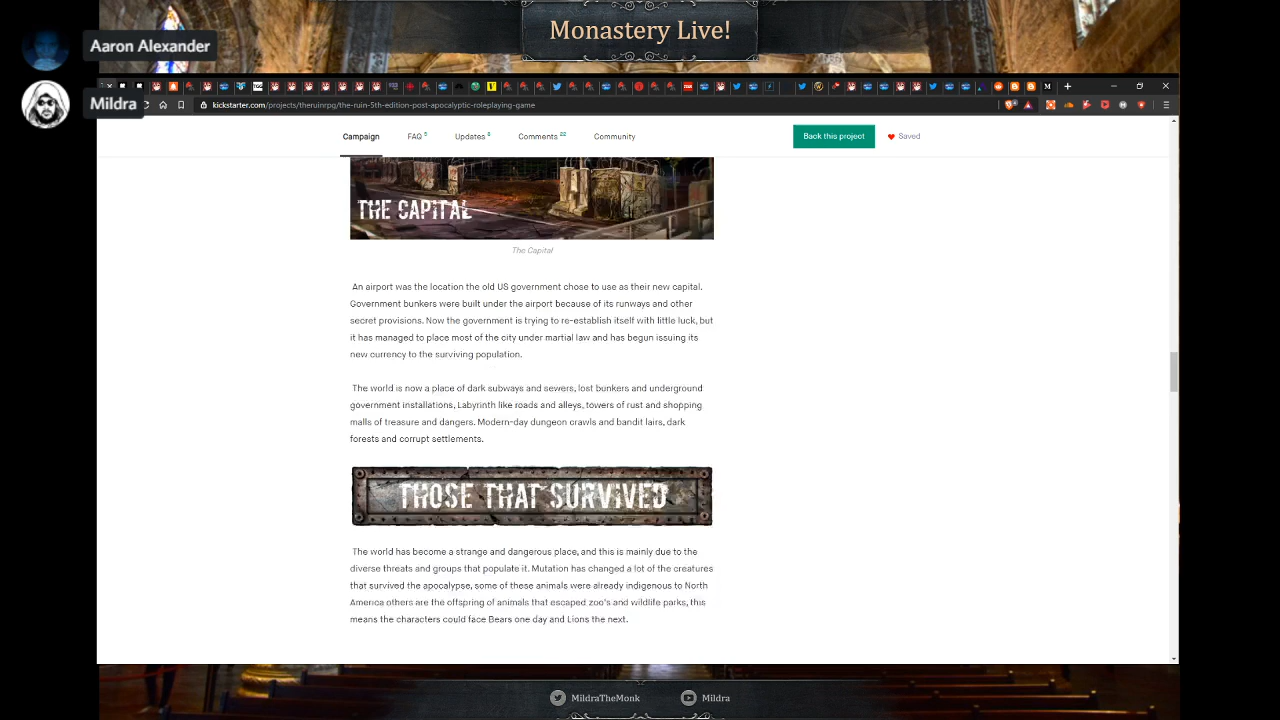 Monastery Live!
Aaron Alexander
Mildra
kickstarter.com/projects/theruinrpg/the-ruin-5th-edition-post-apocalyptic-roleplaying-game
Campaign FAQ 5 Updates 8 Comments 22 Community Back this project Saved
THE CAPITAL
The Capital
An airport was the location the old US government chose to use as their new capital.
Government bunkers were built under the airport because of its runways and other
secret provisions. Now the government is trying to re-establish itself with little luck, but
it has managed to place most of the city under martial law and has begun issuing its
new currency to the surviving population.
The world is now a place of dark subways and sewers, lost bunkers and underground
government installations, Labyrinth like roads and alleys, towers of rust and shopping
malls of treasure and dangers. Modern-day dungeon crawls and bandit lairs, dark
forests and corrupt settlements.
THOSE THAT SURVIVED
The world has become a strange and dangerous place, and this is mainly due to the
diverse threats and groups that populate it. Mutation has changed a lot of the creatures
that survived the apocalypse, some of these animals were already indigenous to North
America others are the offspring of animals that escaped zoo's and wildlife parks, this
means the characters could face Bears one day and Lions the next.
MildraTheMonk Mildra